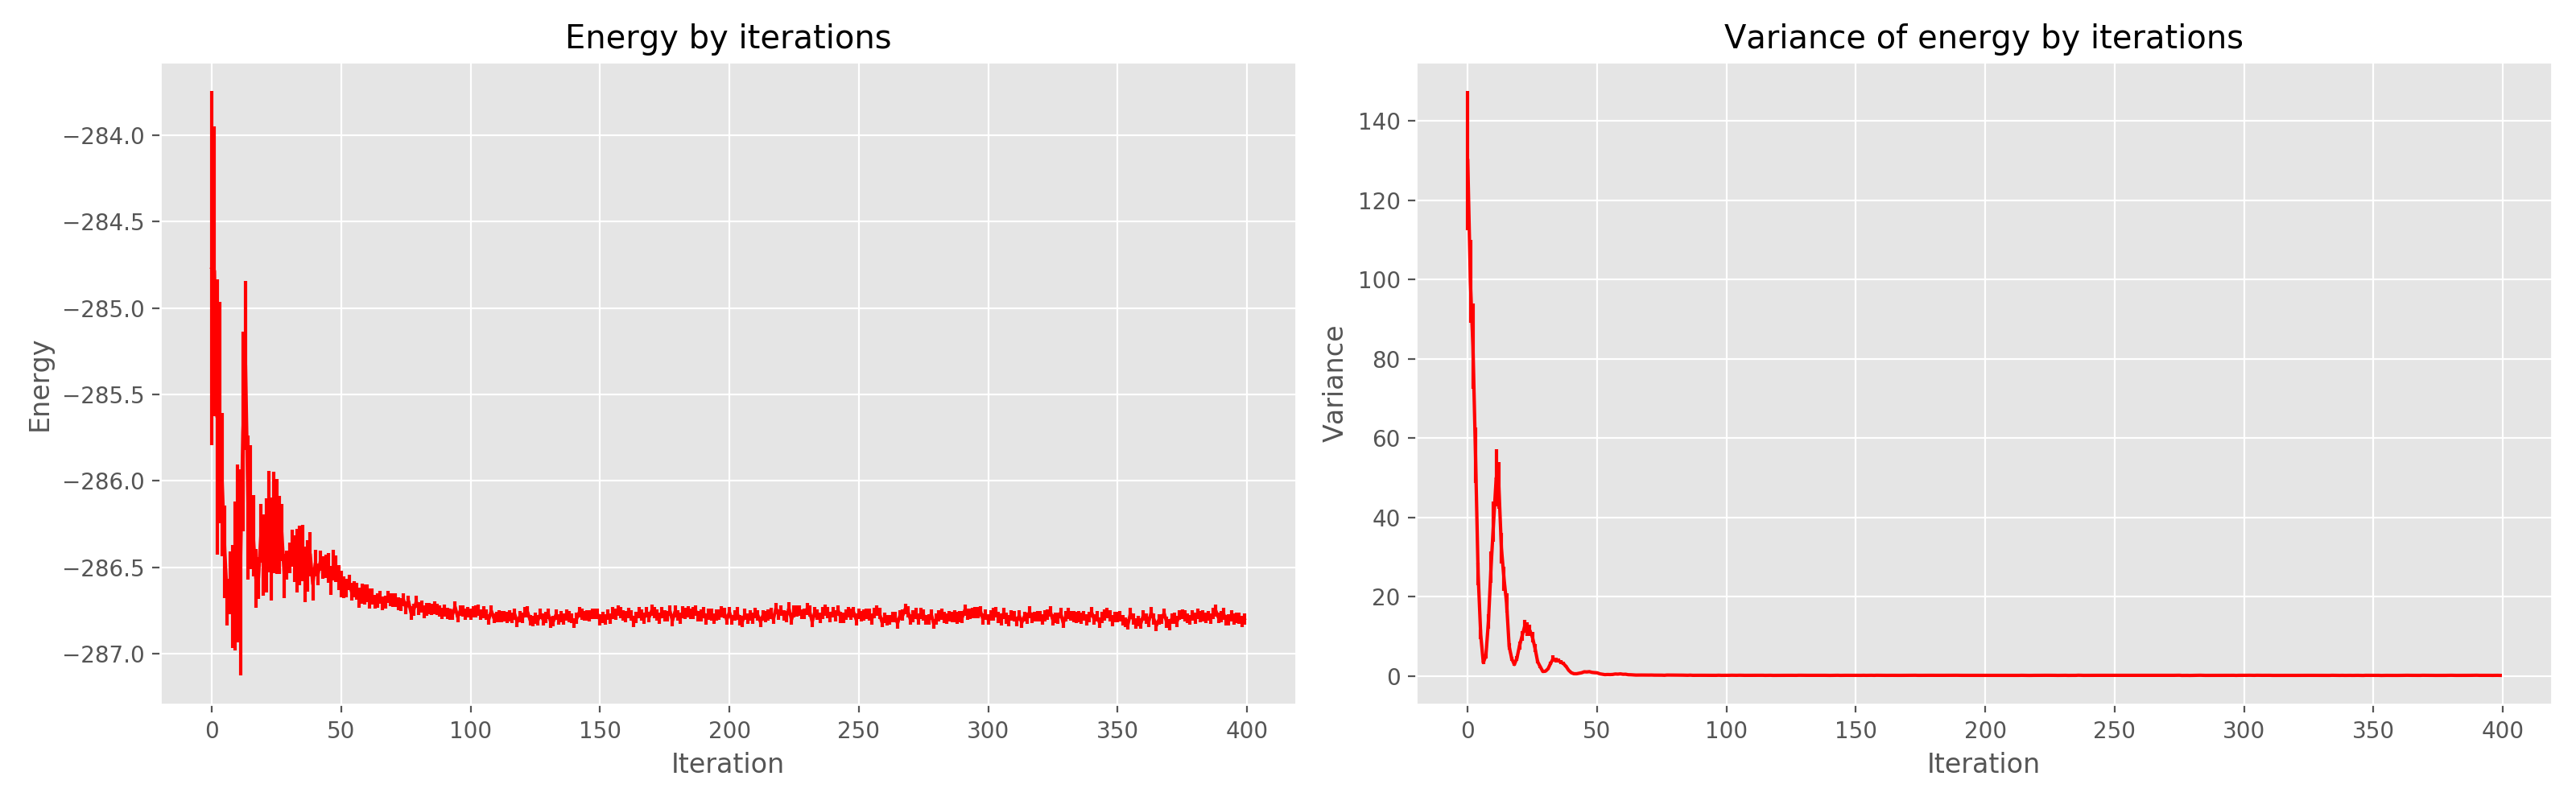 Energy by iterations
Energy
−284.0
−284.5
−285.0
−285.5
−286.0
−286.5
−287.0
0 50 100 150 200 250 300 350 400
Iteration
Variance of energy by iterations
Variance
140
120
100
80
60
40
20
0
0 50 100 150 200 250 300 350 400
Iteration